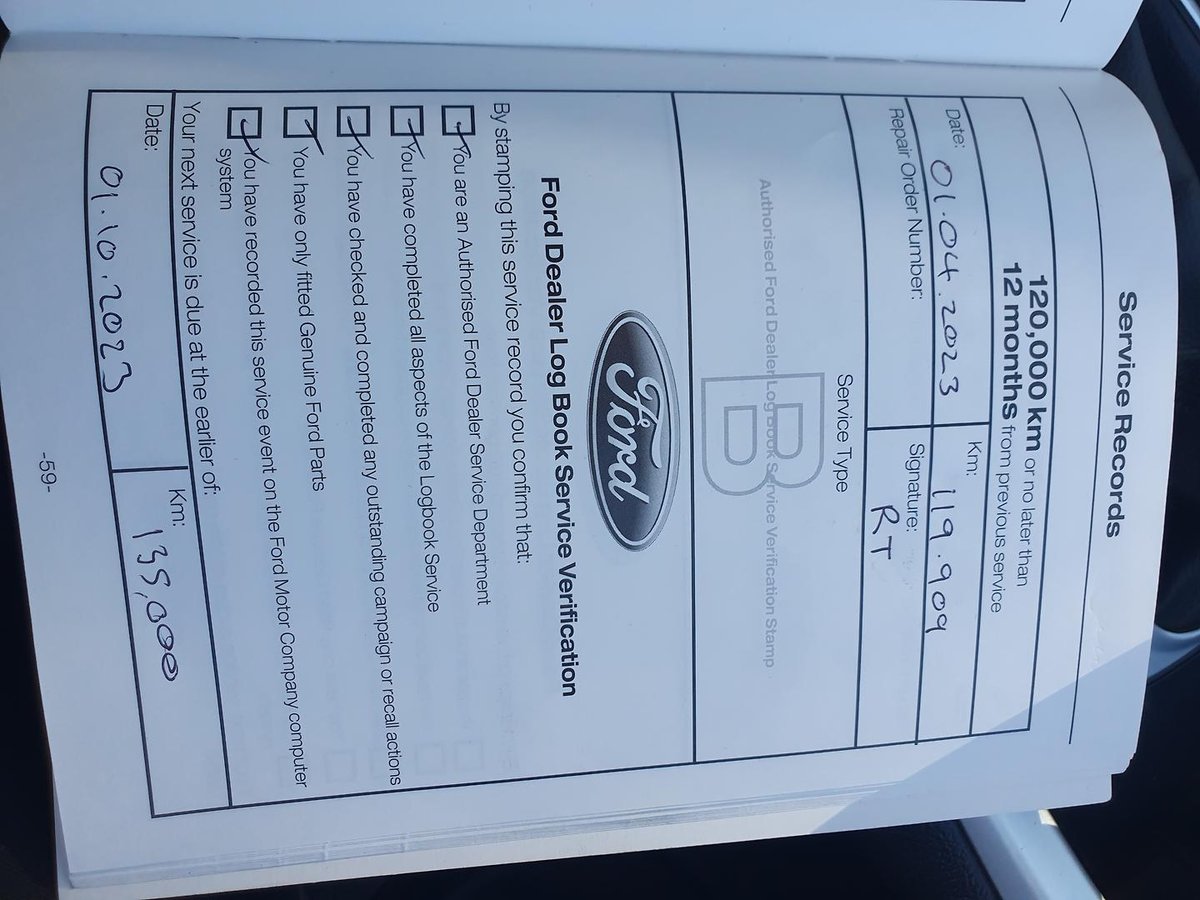 Service Records
120,000 km or no later than
12 months from previous service
Date: 01.04.2023
Km: 119.909
Repair Order Number:
Signature: RT
Service Type
B
Authorised Ford Dealer Log Book Service Verification Stamp
Ford
Ford Dealer Log Book Service Verification
By stamping this service record you confirm that:
You are an Authorised Ford Dealer Service Department
You have completed all aspects of the Logbook Service
You have checked and completed any outstanding campaign or recall actions
You have only fitted Genuine Ford Parts
You have recorded this service event on the Ford Motor Company computer
system
Your next service is due at the earlier of:
Date: 01.10.2023
Km: 135,000
-59-